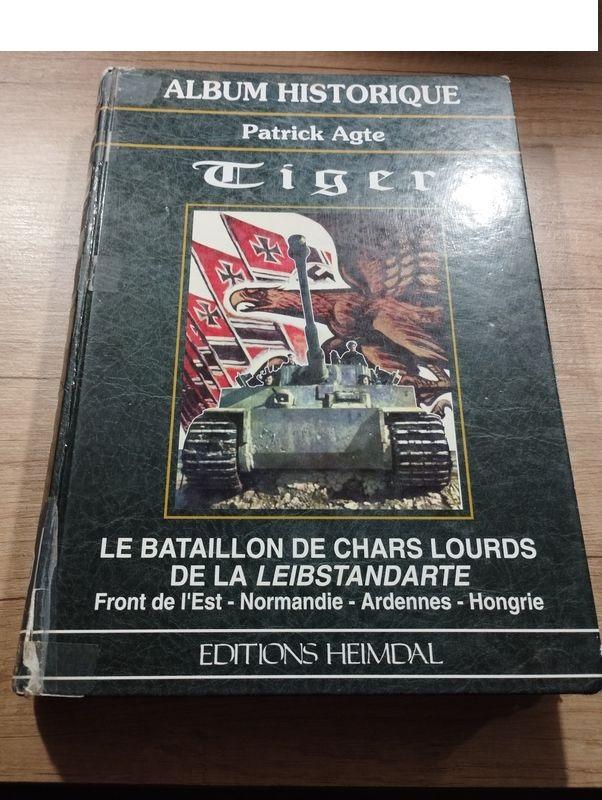 ALBUM HISTORIQUE
Patrick Agte
Tiger
LE BATAILLON DE CHARS LOURDS
DE LA LEIBSTANDARTE
Front de l'Est - Normandie - Ardennes - Hongrie
EDITIONS HEIMDAL